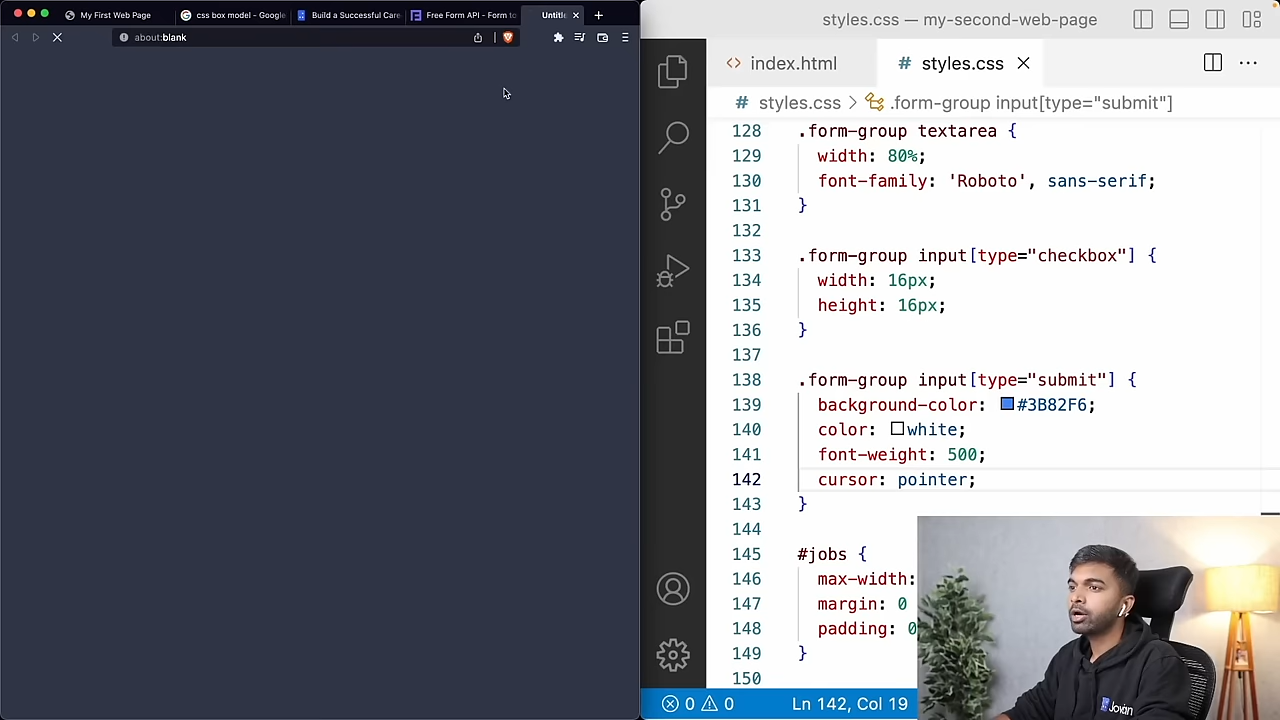 My First Web Page
css box model - Google
Build a Successful Care
Free Form API - Form to
Untitl
about:blank
styles.css — my-second-web-page
index.html
# styles.css
# styles.css > .form-group input[type="submit"]
128 .form-group textarea {
129 width: 80%;
130 font-family: 'Roboto', sans-serif;
131 }
132
133 .form-group input[type="checkbox"] {
134 width: 16px;
135 height: 16px;
136 }
137
138 .form-group input[type="submit"] {
139 background-color: #3B82F6;
140 color: white;
141 font-weight: 500;
142 cursor: pointer;
143 }
144
145 #jobs {
146 max-width:
147 margin: 0
148 padding: 0
149 }
150
0 0
Ln 142, Col 19
Jovian